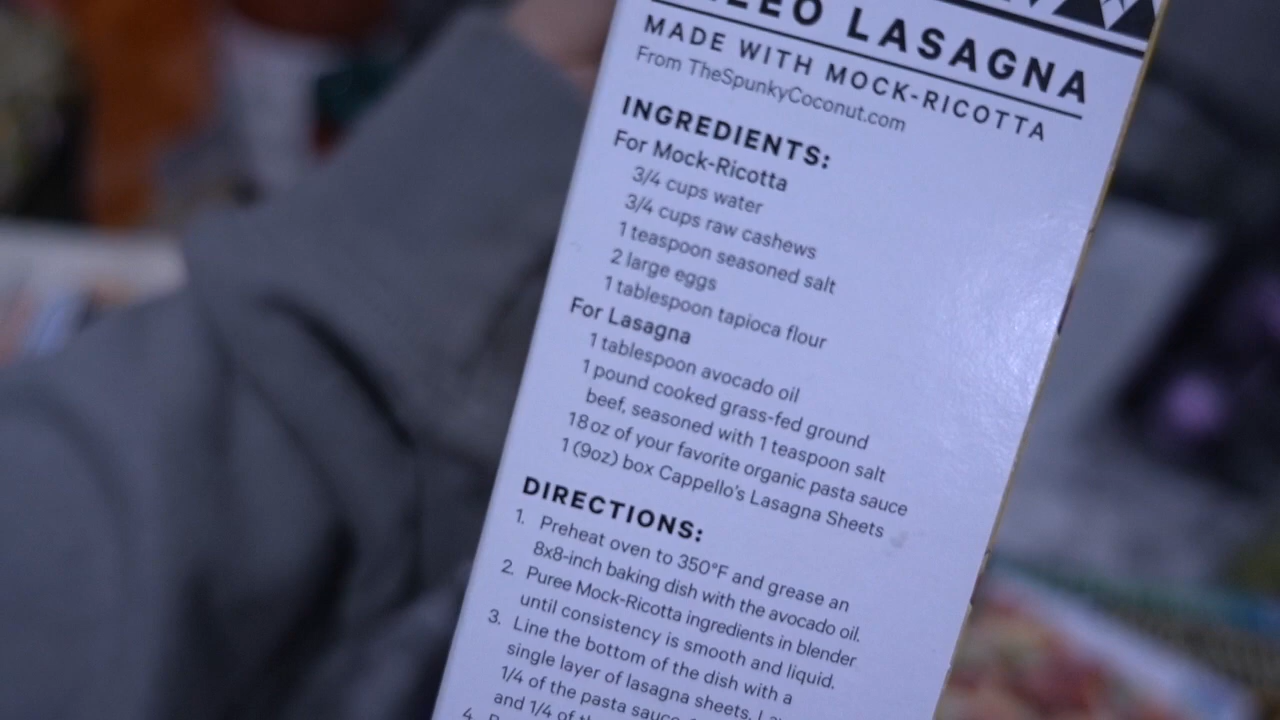 LASAGNA
MADE WITH MOCK-RICOTTA
From TheSpunkyCoconut.com
INGREDIENTS:
For Mock-Ricotta
3/4 cups water
3/4 cups raw cashews
1 teaspoon seasoned salt
2 large eggs
1 tablespoon tapioca flour
For Lasagna
1 tablespoon avocado oil
1 pound cooked grass-fed ground
beef, seasoned with 1 teaspoon salt
18 oz of your favorite organic pasta sauce
1 (9oz) box Cappello's Lasagna Sheets
DIRECTIONS:
1. Preheat oven to 350°F and grease an
8x8-inch baking dish with the avocado oil.
2. Puree Mock-Ricotta ingredients in blender
until consistency is smooth and liquid.
3. Line the bottom of the dish with a
single layer of lasagna sheets.
1/4 of the pasta sauce
and 1/4 of
4.